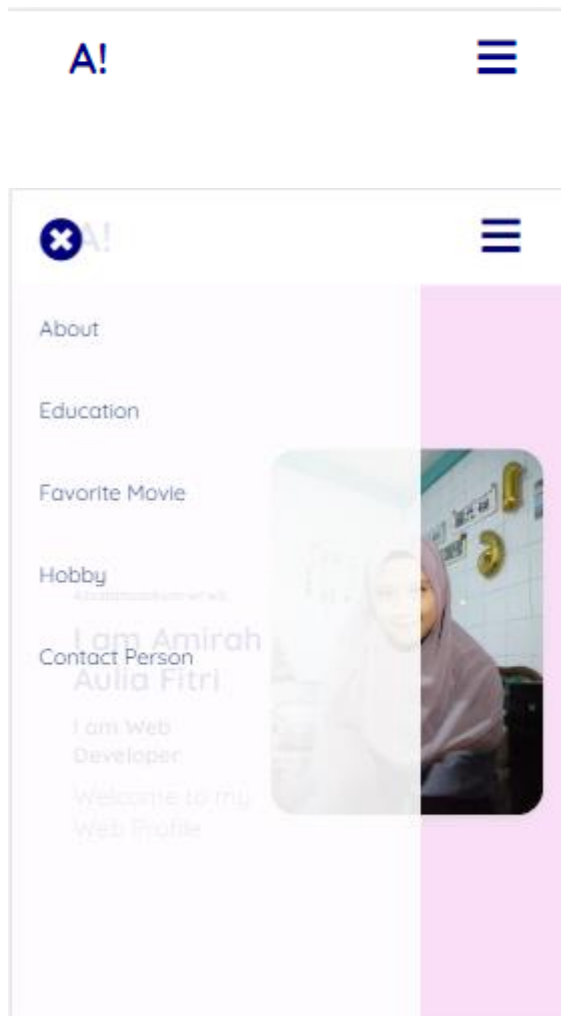 A!
A!
About
Education
Favorite Movie
Hobby
Contact Person
I am Amirah
Aulia Fitri
I am Web
Developer
Welcome to my
Web Profile